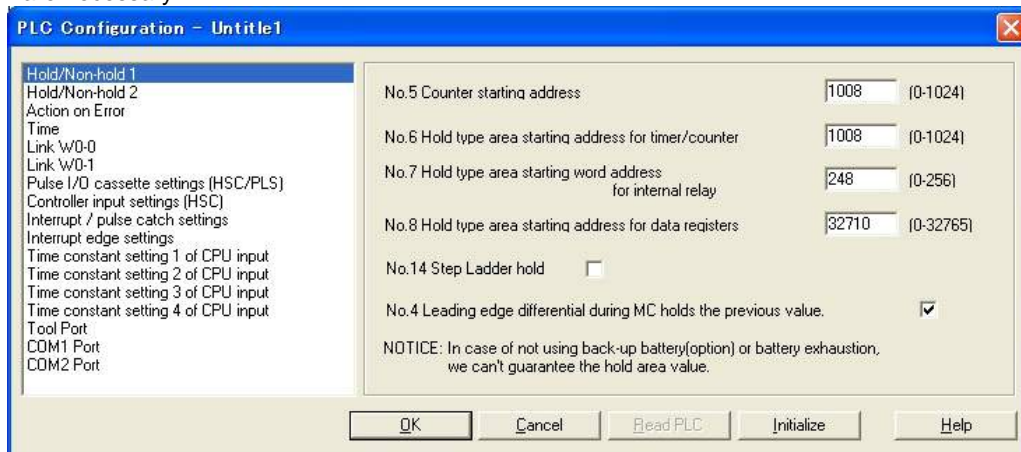 PLC Configuration - Untitle1
Hold/Non-hold 1
Hold/Non-hold 2
Action on Error
Time
Link W0-0
Link W0-1
Pulse I/O cassette settings (HSC/PLS)
Controller input settings (HSC)
Interrupt / pulse catch settings
Interrupt edge settings
Time constant setting 1 of CPU input
Time constant setting 2 of CPU input
Time constant setting 3 of CPU input
Time constant setting 4 of CPU input
Tool Port
COM1 Port
COM2 Port
No.5 Counter starting address 1008 (0-1024)
No.6 Hold type area starting address for timer/counter 1008 (0-1024)
No.7 Hold type area starting word address
for internal relay 248 (0-256)
No.8 Hold type area starting address for data registers 32710 (0-32765)
No.14 Step Ladder hold
No.4 Leading edge differential during MC holds the previous value.
NOTICE: In case of not using back-up battery(option) or battery exhaustion,
we can't guarantee the hold area value.
OK Cancel Read PLC Initialize Help